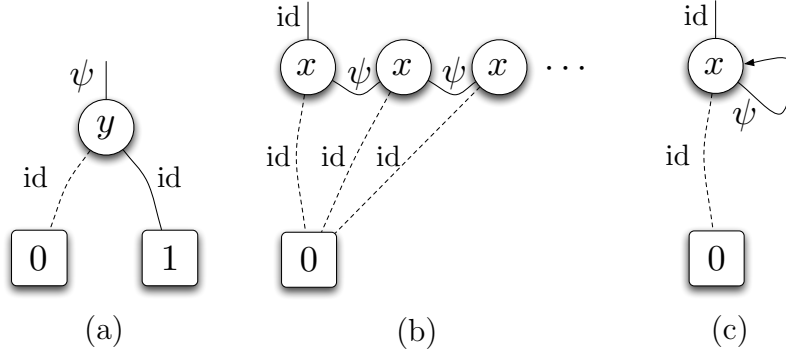 id id
ψ x ψ x ψ x ··· x
y ψ
id id id id id id
0 1 0 0
(a) (b) (c)